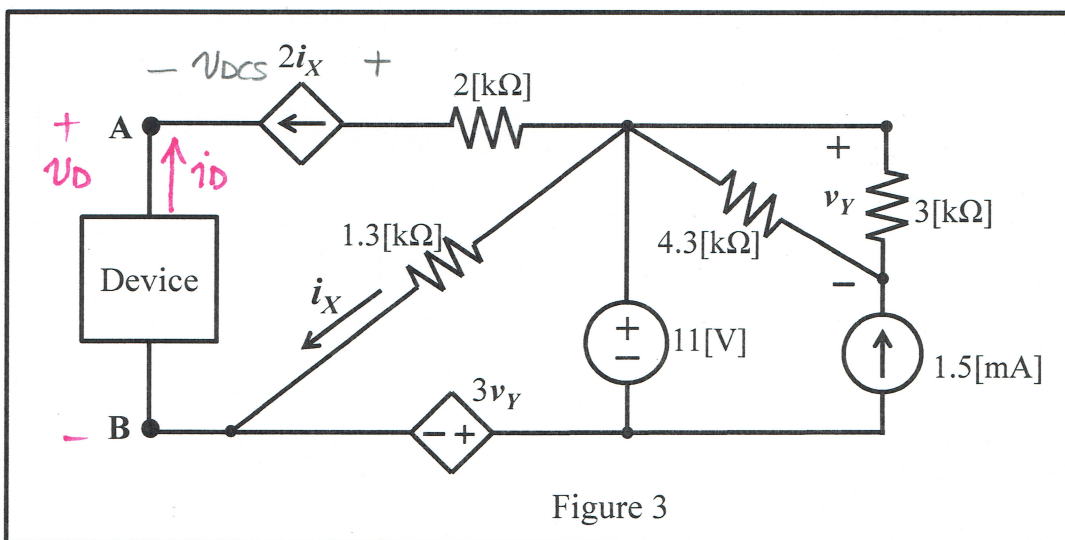 − vDCS 2iX +
2[kΩ]
+ A
vD iD
+
vY 3[kΩ]
1.3[kΩ]
4.3[kΩ]
Device
−
iX
+
− 11[V]
1.5[mA]
3vY
− B
− +
Figure 3